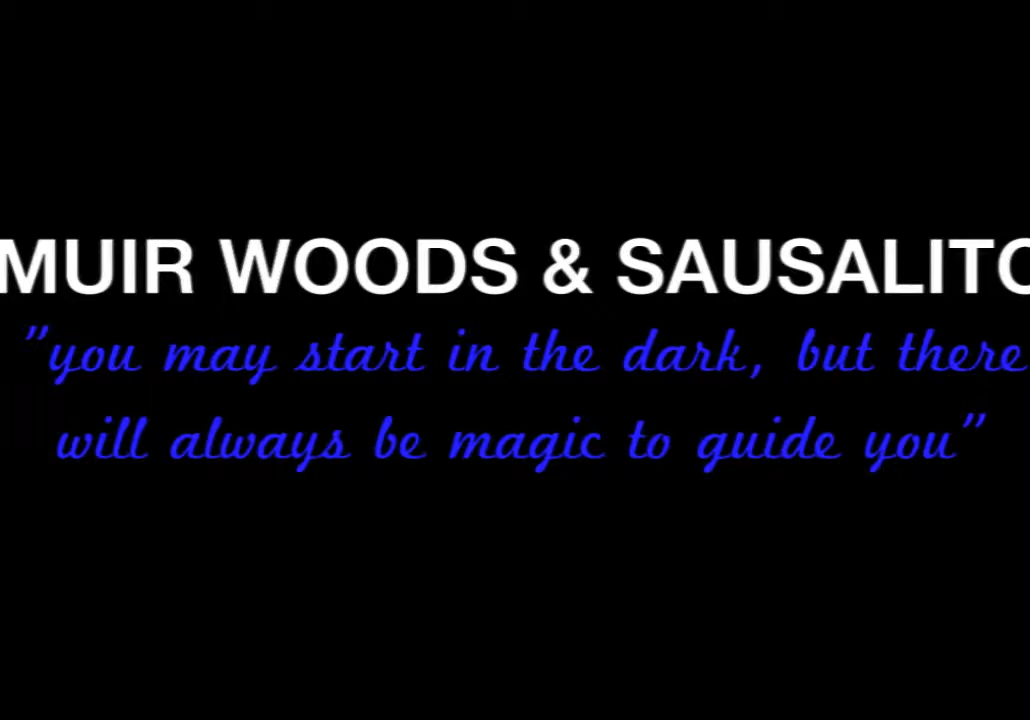 MUIR WOODS & SAUSALITO
"you may start in the dark, but there
will always be magic to guide you"